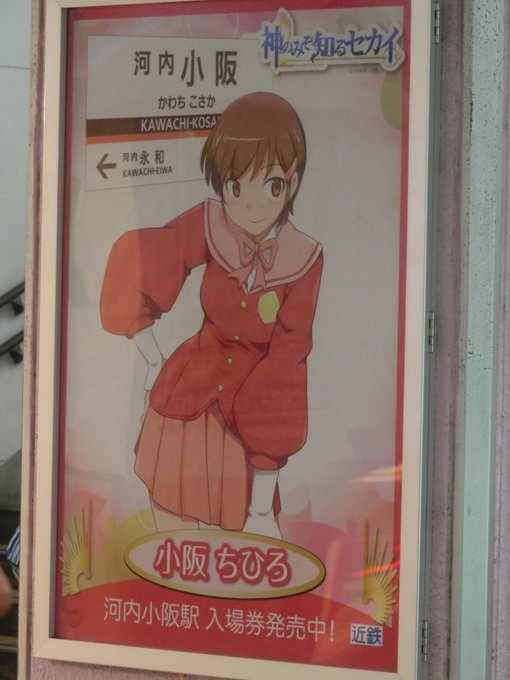 神のみぞ知るセカイ
河内小阪
かわち こさか
KAWACHI-KOSA
河内永和
KAWACHI-EIWA
小阪 ちひろ
河内小阪駅 入場券発売中!
近鉄